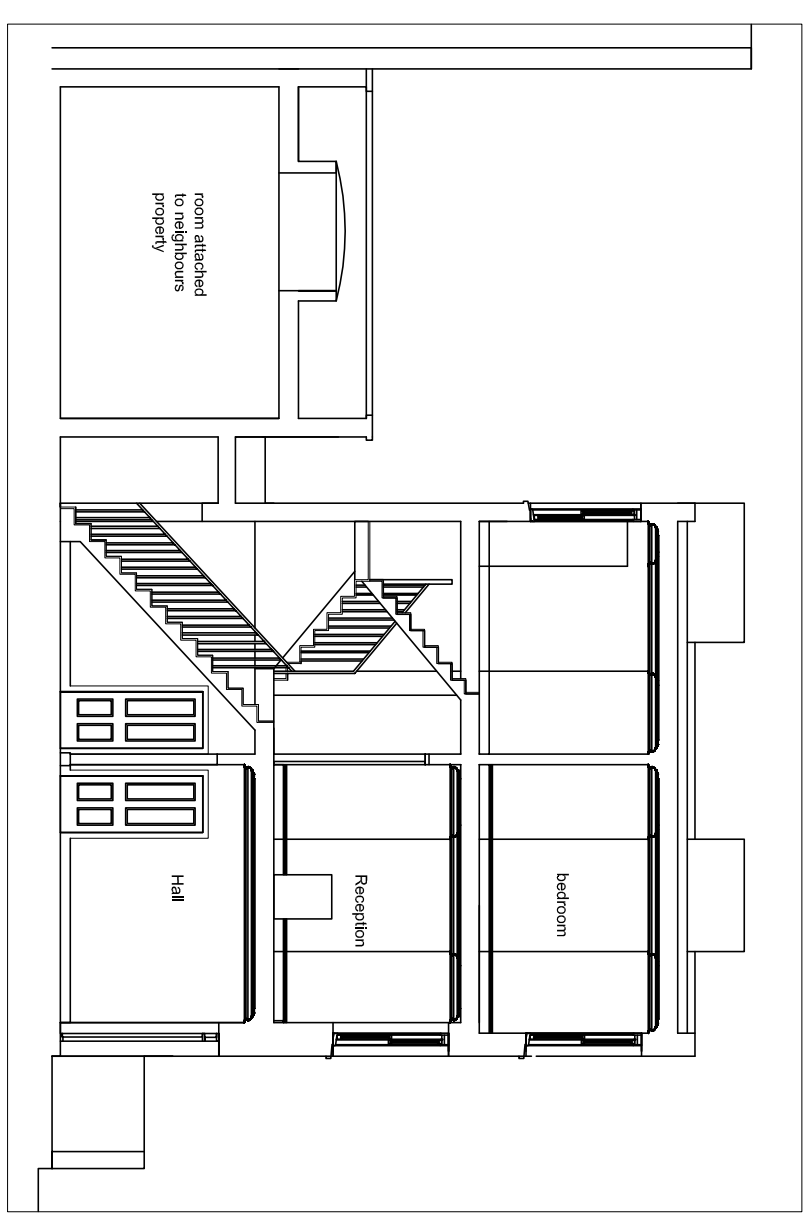 room attached
to neighbours
property
bedroom
Reception
Hall